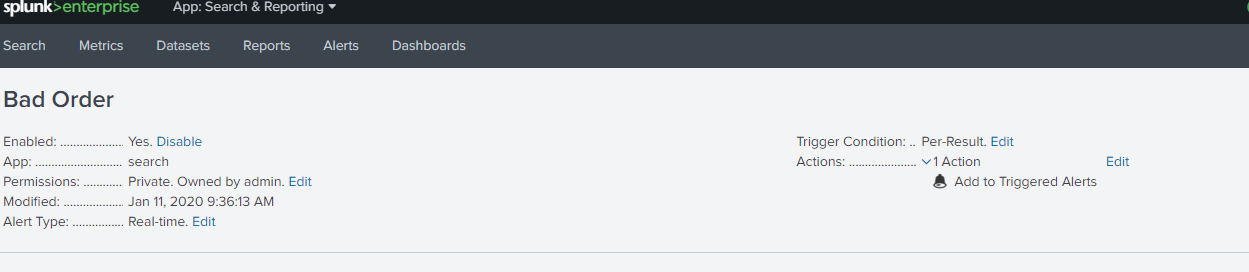 splunk>enterprise App: Search & Reporting
Search Metrics Datasets Reports Alerts Dashboards
Bad Order
Enabled: .................... Yes. Disable
App: ........................... search
Permissions: ............ Private. Owned by admin. Edit
Modified: ................... Jan 11, 2020 9:36:13 AM
Alert Type: ................ Real-time. Edit
Trigger Condition: .. Per-Result. Edit
Actions: ..................... 1 Action Edit
Add to Triggered Alerts